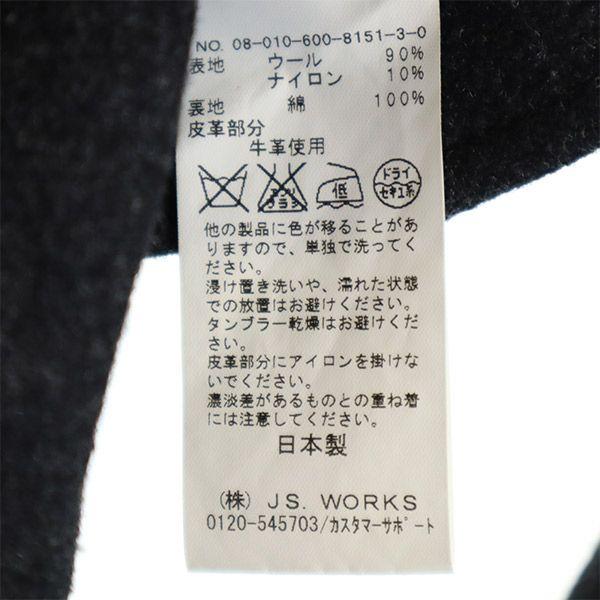 NO. 08-010-600-8151-3-0
表地 ウール 90%
ナイロン 10%
裏地 綿 100%
皮革部分
牛革使用
エンソ
サラシ 低 ドライ
セキユ系
他の製品に色が移ることがあ
りますので、単独で洗ってく
ださい。
浸け置き洗いや、濡れた状態
での放置はお避けください。
タンブラー乾燥はお避けくだ
さい。
皮革部分にアイロンを掛けな
いでください。
濃淡差があるものとの重ね着
には注意してください。
日本製
(株) J.S. WORKS
0120-545703/カスタマーサポート